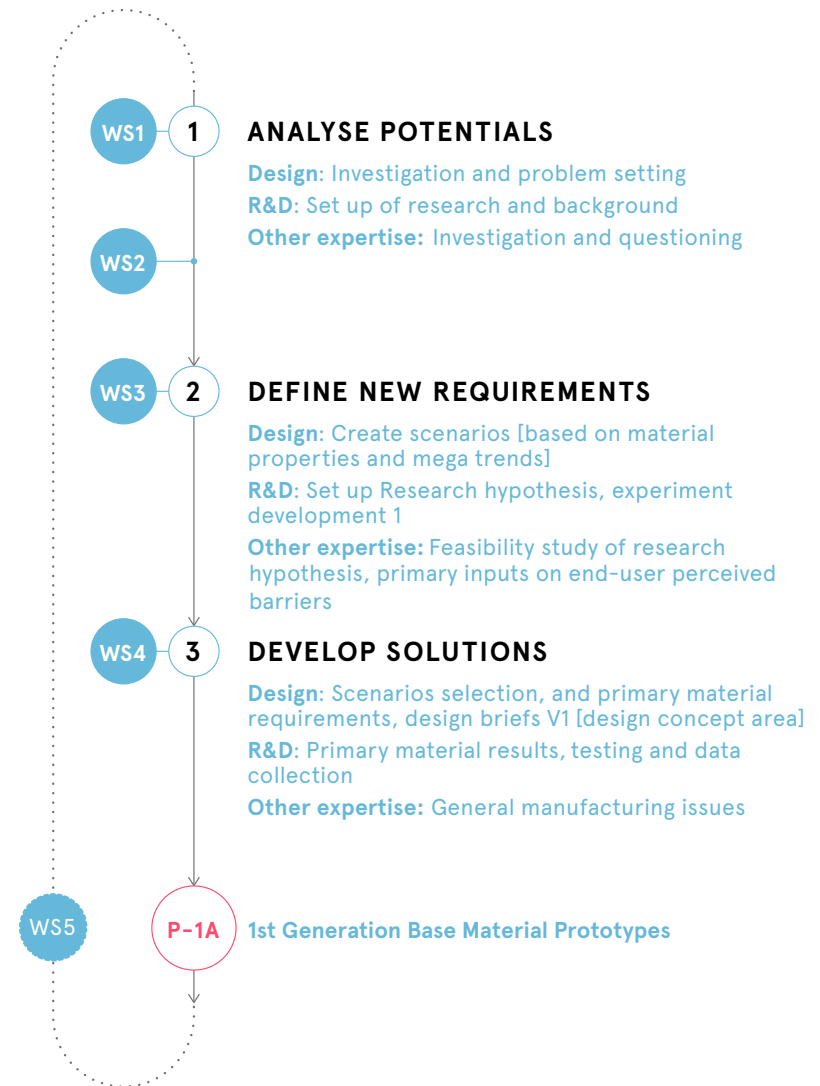 WS1 1 ANALYSE POTENTIALS
Design: Investigation and problem setting
R&D: Set up of research and background
Other expertise: Investigation and questioning
WS2
WS3 2 DEFINE NEW REQUIREMENTS
Design: Create scenarios [based on material
properties and mega trends]
R&D: Set up Research hypothesis, experiment
development 1
Other expertise: Feasibility study of research
hypothesis, primary inputs on end-user perceived
barriers
WS4 3 DEVELOP SOLUTIONS
Design: Scenarios selection, and primary material
requirements, design briefs V1 [design concept area]
R&D: Primary material results, testing and data
collection
Other expertise: General manufacturing issues
WS5 P-1A 1st Generation Base Material Prototypes